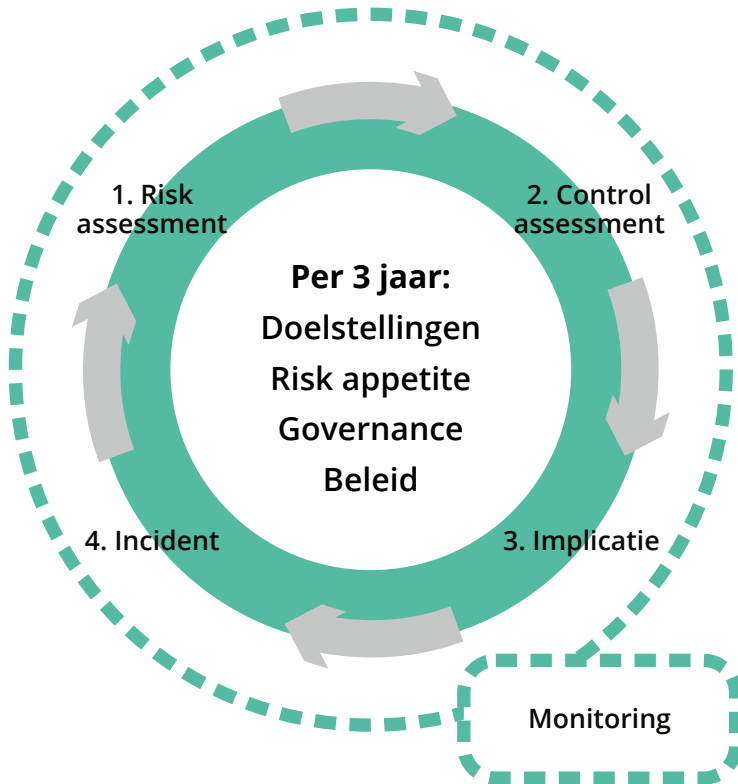 1. Risk
assessment
2. Control
assessment
Per 3 jaar:
Doelstellingen
Risk appetite
Governance
Beleid
4. Incident
3. Implicatie
Monitoring